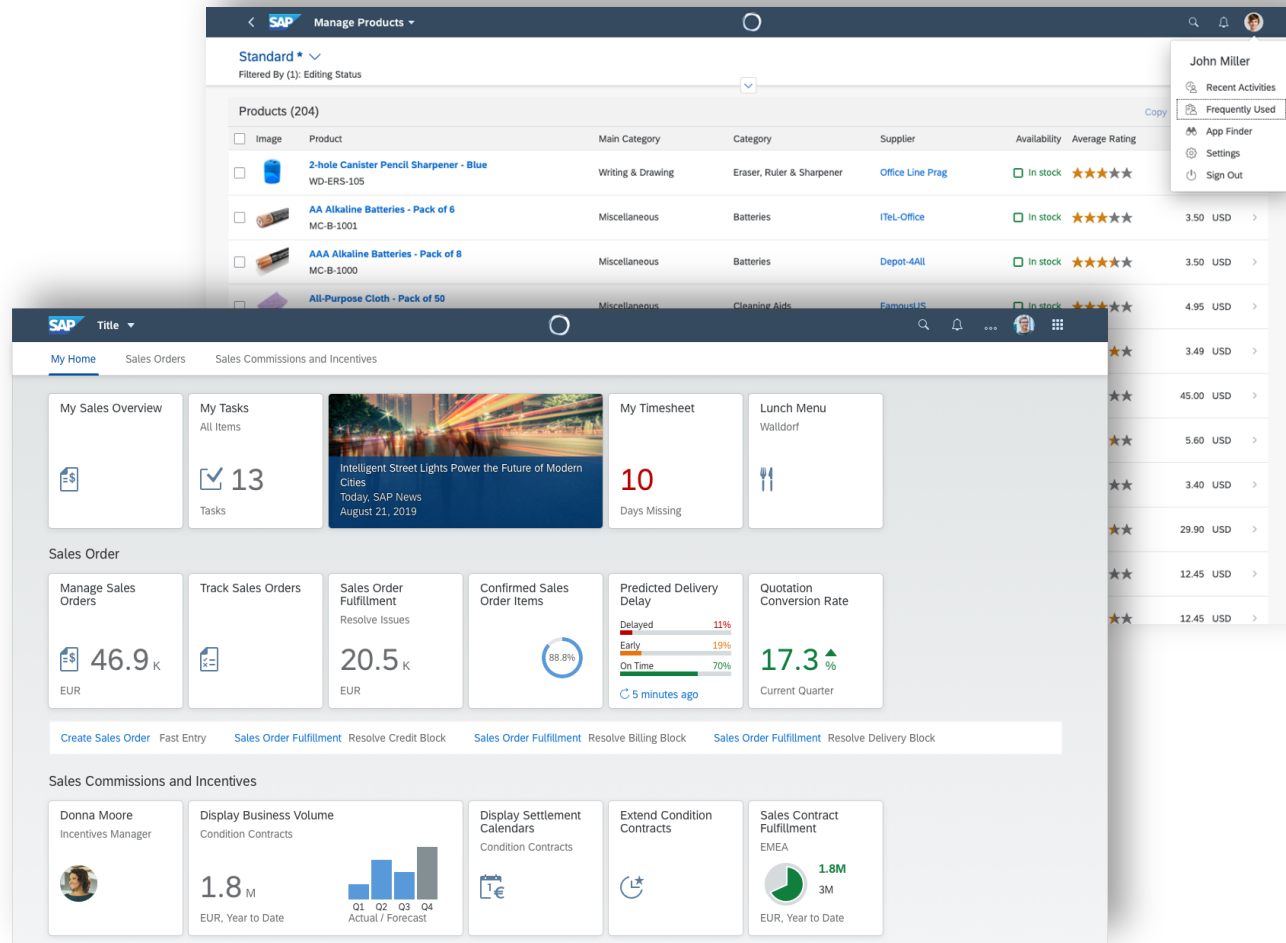 SAP Manage Products
John Miller
Recent Activities
Frequently Used
App Finder
Settings
Sign Out
Standard *
Filtered By (1): Editing Status
Products (204)
Copy
Image Product Main Category Category Supplier Availability Average Rating
2-hole Canister Pencil Sharpener - Blue
WD-ERS-105
Writing & Drawing Eraser, Ruler & Sharpener Office Line Prag In stock
AA Alkaline Batteries - Pack of 6
MC-B-1001
Miscellaneous Batteries ITeL-Office In stock 3.50 USD
AAA Alkaline Batteries - Pack of 8
MC-B-1000
Miscellaneous Batteries Depot-4All In stock 3.50 USD
All-Purpose Cloth - Pack of 50
Miscellaneous Cleaning Aids FamousUS In stock 4.95 USD
3.49 USD
45.00 USD
5.60 USD
3.40 USD
29.90 USD
12.45 USD
12.45 USD
SAP Title
My Home Sales Orders Sales Commissions and Incentives
My Sales Overview
My Tasks
All Items
13
Tasks
Intelligent Street Lights Power the Future of Modern
Cities
Today, SAP News
August 21, 2019
My Timesheet
10
Days Missing
Lunch Menu
Walldorf
Sales Order
Manage Sales
Orders
46.9 K
EUR
Track Sales Orders
Sales Order
Fulfillment
Resolve Issues
20.5 K
EUR
Confirmed Sales
Order Items
88.8%
Predicted Delivery
Delay
Delayed 11%
Early 19%
On Time 70%
5 minutes ago
Quotation
Conversion Rate
17.3 %
Current Quarter
Create Sales Order Fast Entry Sales Order Fulfillment Resolve Credit Block Sales Order Fulfillment Resolve Billing Block Sales Order Fulfillment Resolve Delivery Block
Sales Commissions and Incentives
Donna Moore
Incentives Manager
Display Business Volume
Condition Contracts
1.8 M
EUR, Year to Date
Q1 Q2 Q3 Q4
Actual / Forecast
Display Settlement
Calendars
Condition Contracts
1 €
Extend Condition
Contracts
Sales Contract
Fulfillment
EMEA
1.8M
3M
EUR, Year to Date